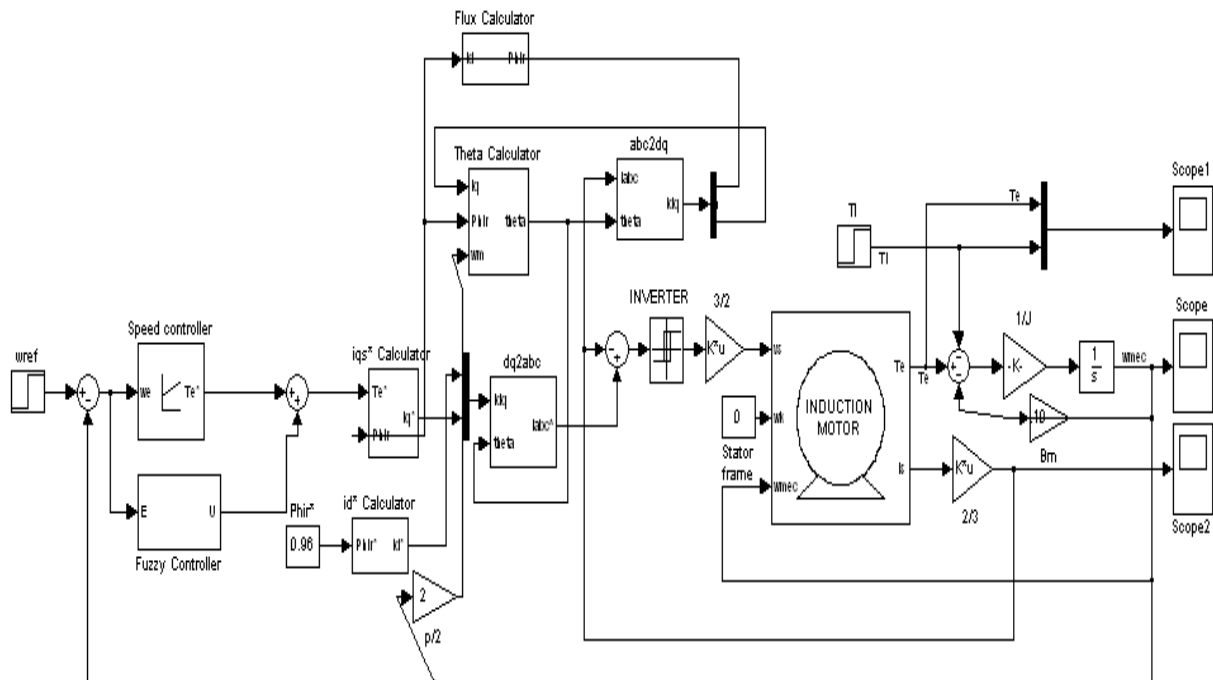 Flux Calculator
Id Phir
Theta Calculator
Iq
Phir theta
wm
abc2dq
Iabc
Idq
theta
Scope1
Te
Tl
Tl
INVERTER
3/2
K*u
Scope
1/J
-K-
1
s
wmec
wref
Speed controller
we Te*
iqs* Calculator
Te*
Iq*
Phir
dq2abc
Idq
Iabc*
theta
vs
Te
Te
INDUCTION
MOTOR
0
wk
Stator
frame
wmec
Is
K*u
2/3
.10
Bm
Scope2
E U
Fuzzy Controller
Phir*
0.96
id* Calculator
Phir* Id*
2
p/2